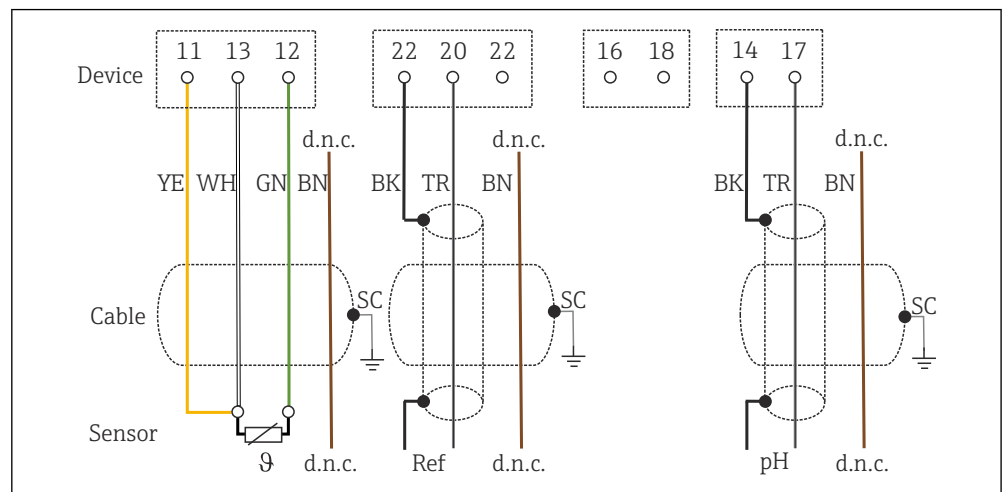 11 13 12 22 20 22 16 18 14 17
Device
d.n.c. d.n.c. d.n.c.
YE WH GN BN BK TR BN BK TR BN
SC SC SC
Cable
Sensor
ϑ d.n.c. Ref d.n.c. pH d.n.c.